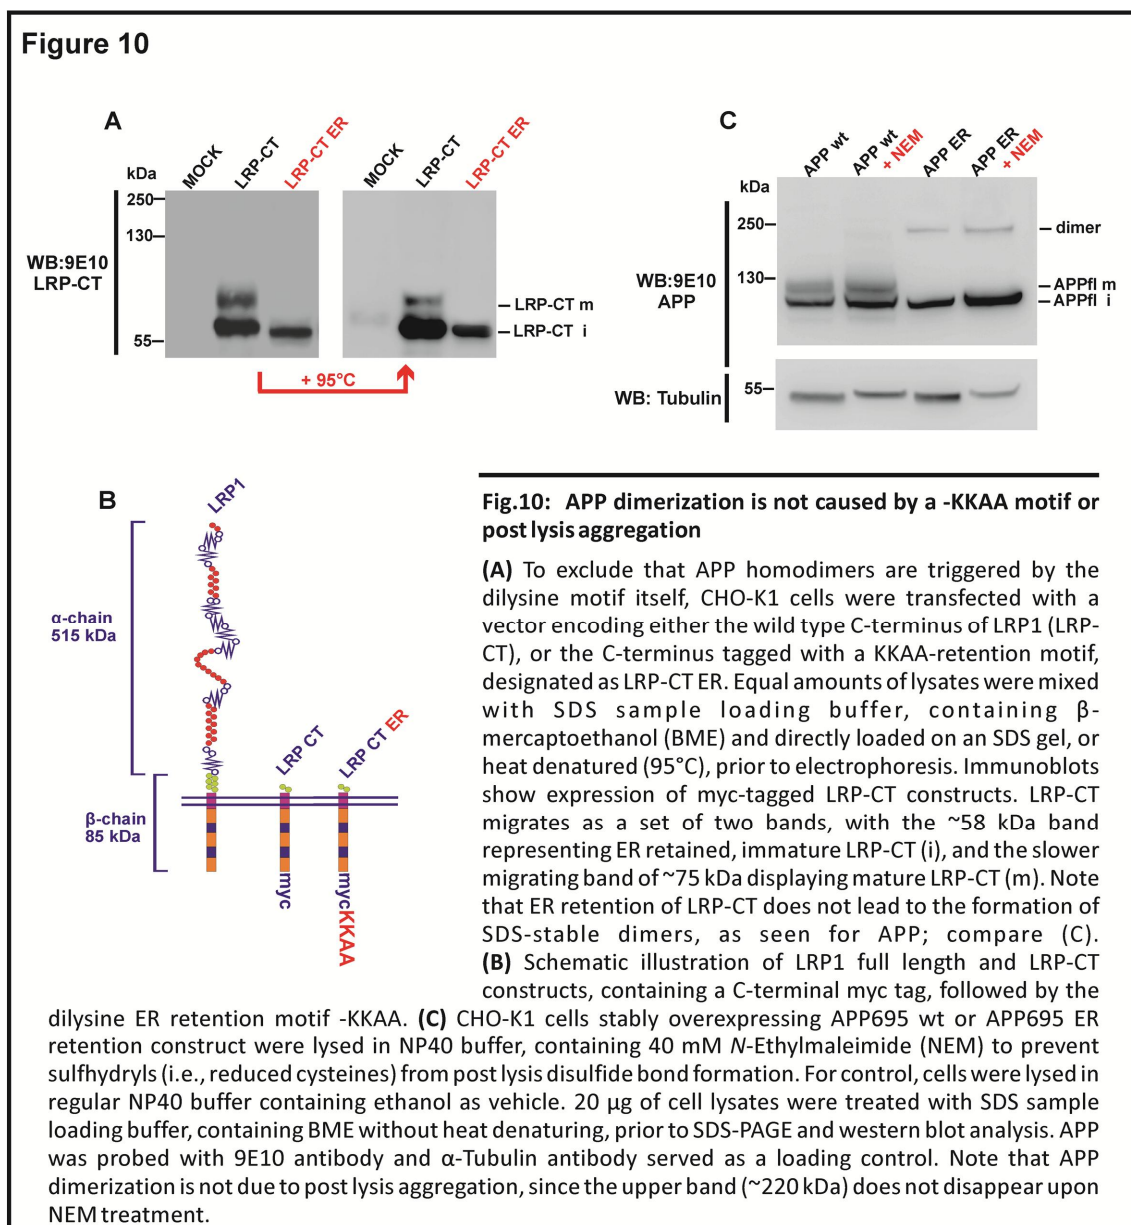 Figure 10
A
kDa
MOCK
LRP-CT
LRP-CT ER
MOCK
LRP-CT
LRP-CT ER
250
130
55
WB:9E10
LRP-CT
LRP-CT m
LRP-CT i
+ 95°C
C
kDa
APP wt
APP wt
+ NEM
APP ER
APP ER
+ NEM
250
130
dimer
APPfl m
APPfl i
WB:9E10
APP
55
WB: Tubulin
B
LRP1
α-chain
515 kDa
β-chain
85 kDa
LRP CT
LRP CT ER
myc
mycKKAA
Fig.10: APP dimerization is not caused by a -KKAA motif or
post lysis aggregation
(A) To exclude that APP homodimers are triggered by the
dilysine motif itself, CHO-K1 cells were transfected with a
vector encoding either the wild type C-terminus of LRP1 (LRP-
CT), or the C-terminus tagged with a KKAA-retention motif,
designated as LRP-CT ER. Equal amounts of lysates were mixed
with SDS sample loading buffer, containing β-
mercaptoethanol (BME) and directly loaded on an SDS gel, or
heat denatured (95°C), prior to electrophoresis. Immunoblots
show expression of myc-tagged LRP-CT constructs. LRP-CT
migrates as a set of two bands, with the ~58 kDa band
representing ER retained, immature LRP-CT (i), and the slower
migrating band of ~75 kDa displaying mature LRP-CT (m). Note
that ER retention of LRP-CT does not lead to the formation of
SDS-stable dimers, as seen for APP; compare (C).
(B) Schematic illustration of LRP1 full length and LRP-CT
constructs, containing a C-terminal myc tag, followed by the
dilysine ER retention motif -KKAA. (C) CHO-K1 cells stably overexpressing APP695 wt or APP695 ER
retention construct were lysed in NP40 buffer, containing 40 mM N-Ethylmaleimide (NEM) to prevent
sulfhydryls (i.e., reduced cysteines) from post lysis disulfide bond formation. For control, cells were lysed in
regular NP40 buffer containing ethanol as vehicle. 20 µg of cell lysates were treated with SDS sample
loading buffer, containing BME without heat denaturing, prior to SDS-PAGE and western blot analysis. APP
was probed with 9E10 antibody and α-Tubulin antibody served as a loading control. Note that APP
dimerization is not due to post lysis aggregation, since the upper band (~220 kDa) does not disappear upon
NEM treatment.